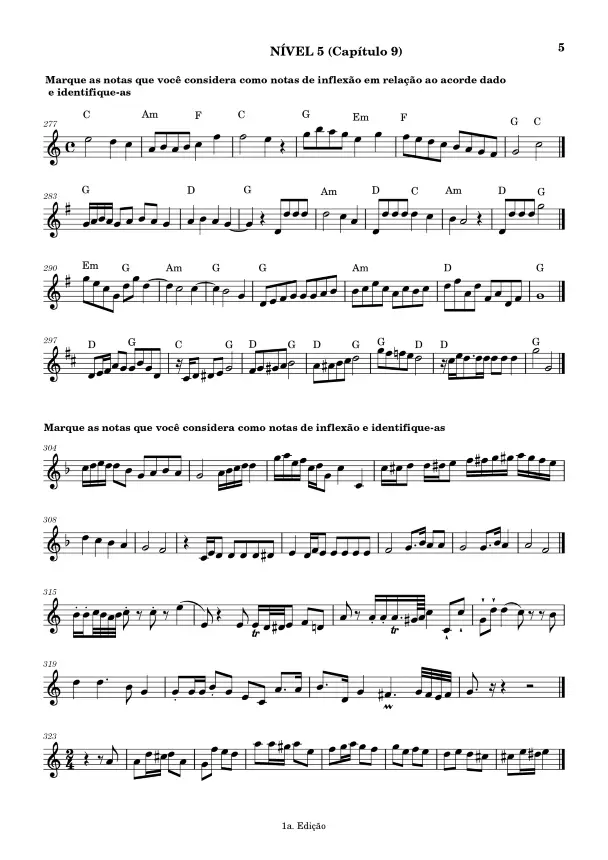 NÍVEL 5 (Capítulo 9)
5
Marque as notas que você considera como notas de inflexão em relação ao acorde dado
e identifique-as
C Am F C G Em F G C
277
G D G Am D C Am D G
283
Em G Am G G Am D G
290
D G C G D G D G D G D D G
297
Marque as notas que você considera como notas de inflexão e identifique-as
304
308
315
tr tr
319
323
2
4
1a. Edição